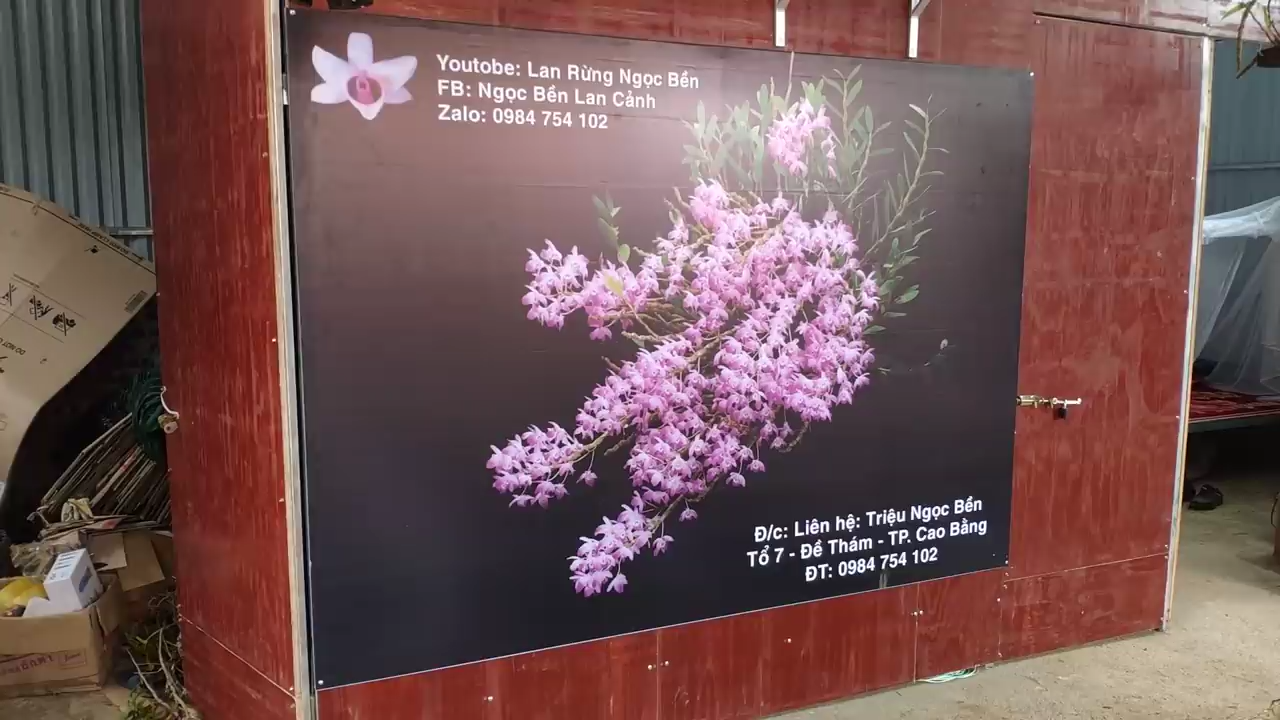 Youtobe: Lan Rừng Ngọc Bền
FB: Ngọc Bền Lan Cảnh
Zalo: 0984 754 102
Đ/c: Liên hệ: Triệu Ngọc Bền
Tổ 7 - Đề Thám - TP. Cao Bằng
ĐT: 0984 754 102